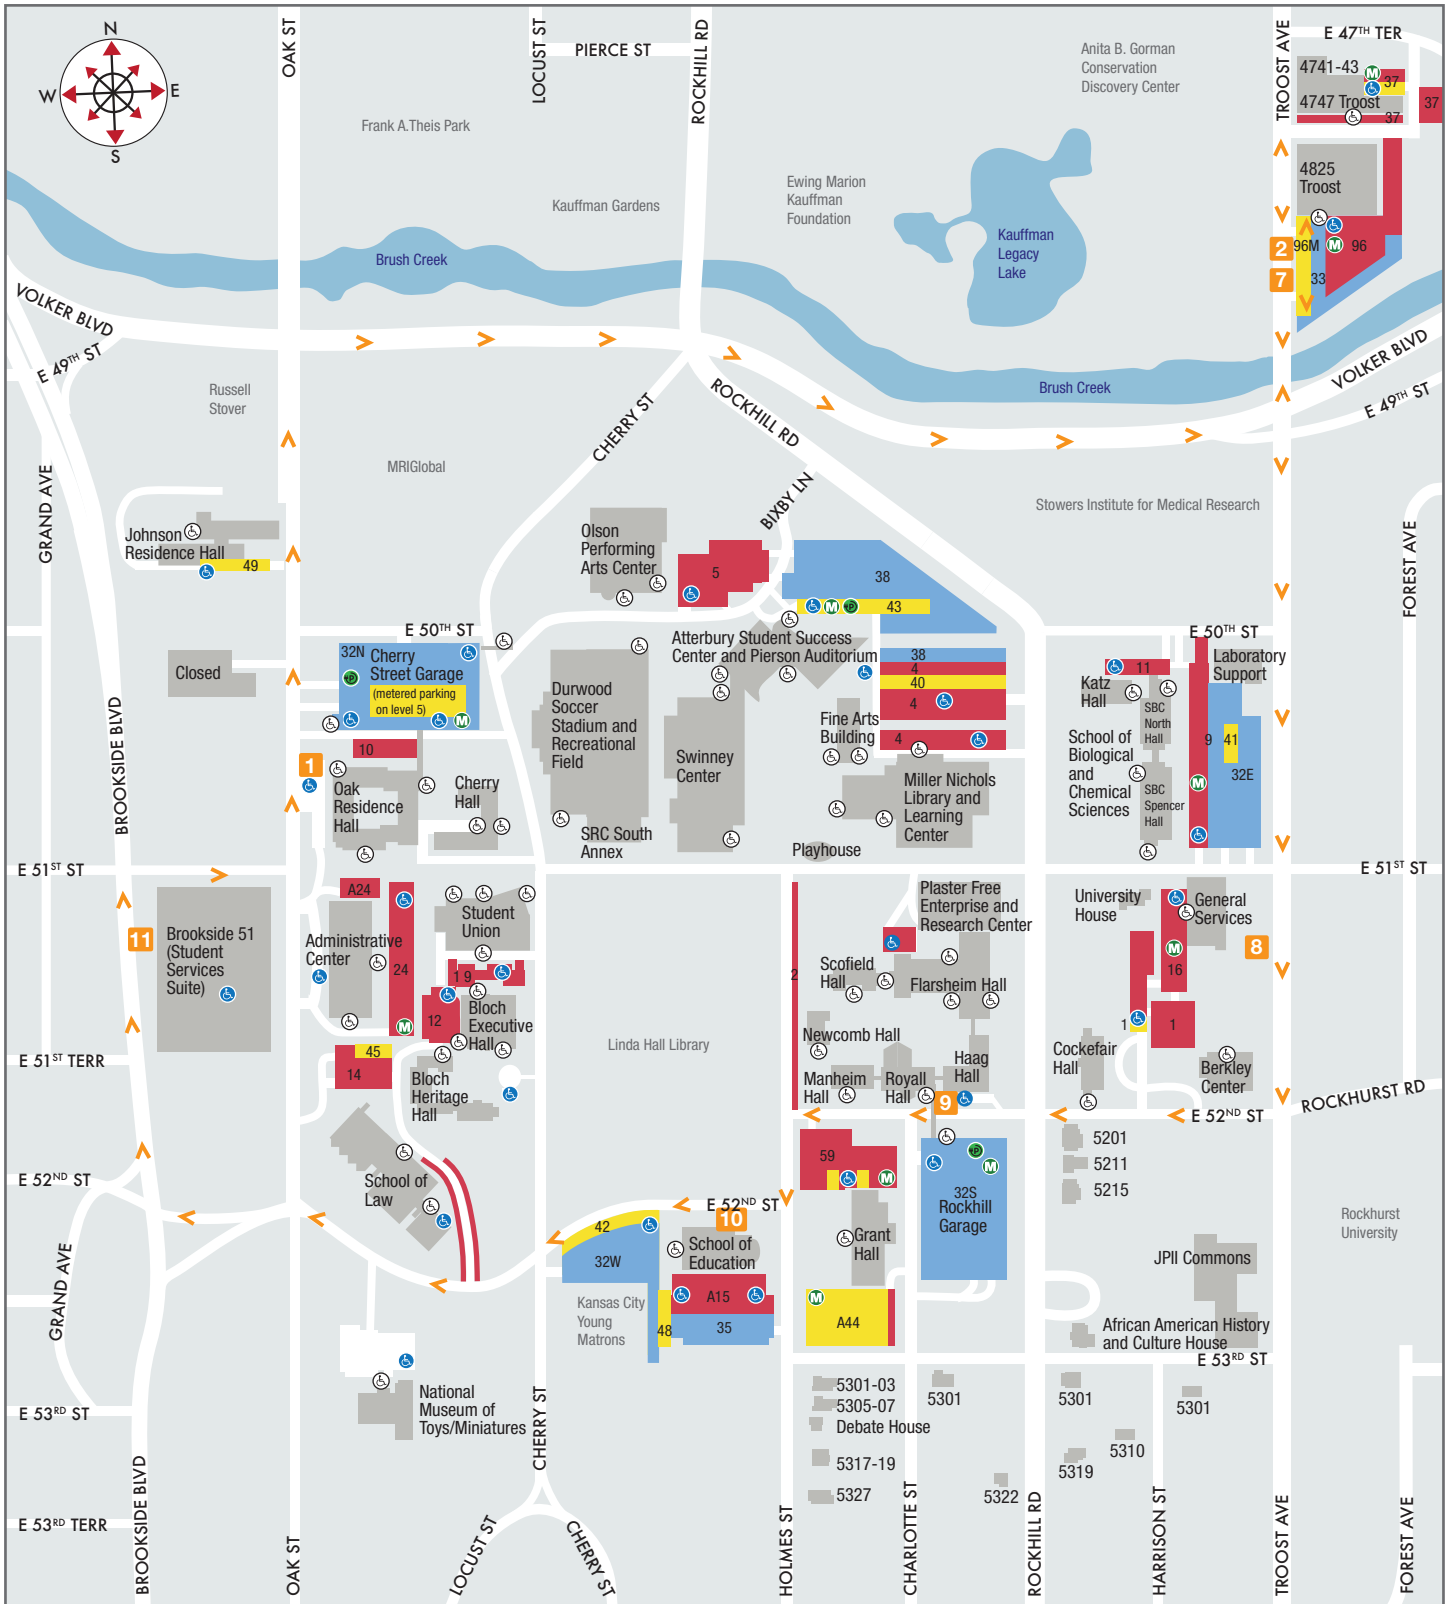 N
W
E
S
OAK ST
LOCUST ST
PIERCE ST
ROCKHILL RD
TROOST AVE
E 47TH TER
Anita B. Gorman
Conservation
Discovery Center
4741-43
M
37
4747 Troost
37
37
Frank A.Theis Park
Kauffman Gardens
Ewing Marion
Kauffman
Foundation
4825
Troost
Kauffman
Legacy
Lake
Brush Creek
2
96M
M
96
7
33
VOLKER BLVD
E 49TH ST
Russell
Stover
CHERRY ST
ROCKHILL RD
Brush Creek
VOLKER BLVD
E 49TH ST
MRIGlobal
GRAND AVE
BIXBY LN
Stowers Institute for Medical Research
FOREST AVE
Johnson
Residence Hall
49
Olson
Performing
Arts Center
5
38
M
P
43
E 50TH ST
E 50TH ST
32N
Cherry
Street Garage
P
(metered parking
on level 5)
M
Closed
Atterbury Student Success
Center and Pierson Auditorium
38
4
40
4
4
11
Laboratory
Support
Katz
Hall
SBC
North
Hall
Durwood
Soccer
Stadium and
Recreational
Field
Fine Arts
Building
School of
Biological
and
Chemical
Sciences
9
41
32E
M
SBC
Spencer
Hall
BROOKSIDE BLVD
10
1
Oak
Residence
Hall
Cherry
Hall
Swinney
Center
Miller Nichols
Library and
Learning
Center
SRC South
Annex
Playhouse
E 51ST ST
E 51ST ST
A24
Student
Union
Plaster Free
Enterprise and
Research Center
University
House
General
Services
Brookside 51
(Student
Services
Suite)
11
Administrative
Center
24
M
19
12
Bloch
Executive
Hall
2
Scofield
Hall
Flarsheim Hall
M
16
8
E 51ST TERR
45
14
Linda Hall Library
Newcomb Hall
1
1
Bloch
Heritage
Hall
Manheim
Hall
Royall
Hall
Haag
Hall
9
Cockefair
Hall
Berkley
Center
E 52ND ST
ROCKHURST RD
5201
5211
5215
E 52ND ST
School of
Law
59
M
P
M
32S
Rockhill
Garage
Rockhurst
University
E 52ND ST
10
42
32W
School of
Education
Grant
Hall
JPII Commons
GRAND AVE
Kansas City
Young
Matrons
A15
48
35
M
A44
African American History
and Culture House
E 53RD ST
National
Museum of
Toys/Miniatures
E 53RD ST
5301-03
5305-07
Debate House
5317-19
5327
5301
5301
5301
5310
5319
5322
E 53RD TERR
BROOKSIDE BLVD
OAK ST
CHERRY ST
LOCUST ST
CHERRY ST
HOLMES ST
CHARLOTTE ST
ROCKHILL RD
HARRISON ST
TROOST AVE
FOREST AVE